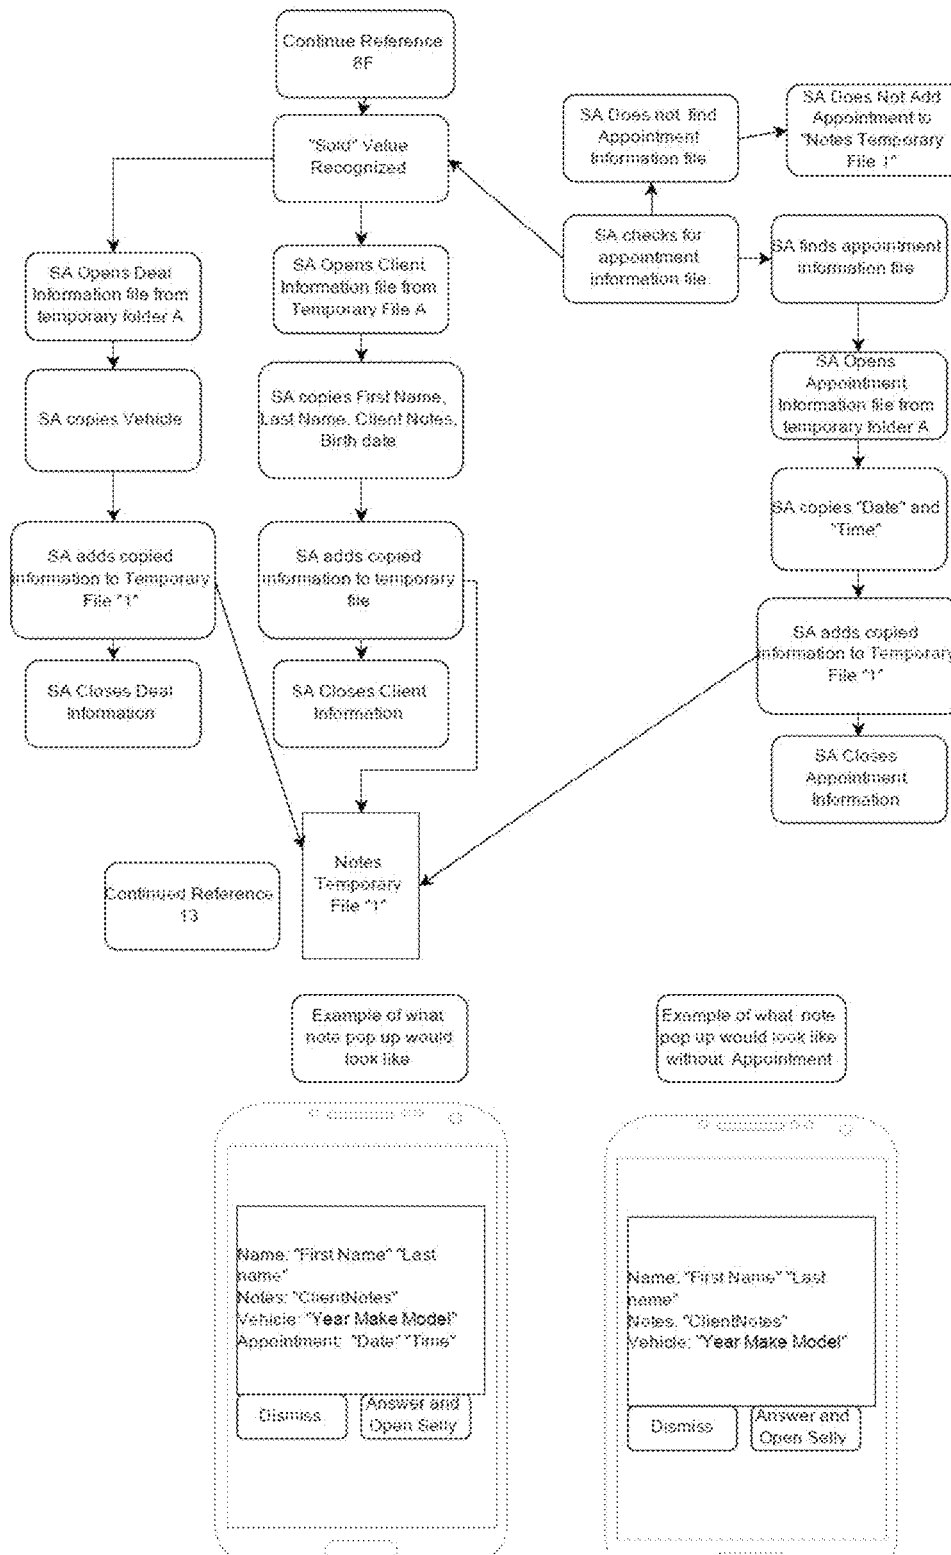 Continue Reference
8F
"Sold" Value
Recognized
SA Does not find
Appointment
Information file
SA Does Not Add
Appointment to
"Notes Temporary
File 1"
SA checks for
appointment
information file
SA finds appointment
information file
SA Opens Deal
Information file from
temporary folder A
SA Opens Client
Information file from
Temporary File A
SA Opens
Appointment
Information file from
temporary folder A
SA copies Vehicle
SA copies First Name,
Last Name, Client Notes,
Birth date
SA copies "Date" and
"Time"
SA adds copied
information to Temporary
File "1"
SA adds copied
information to temporary
file
SA adds copied
information to Temporary
File "1"
SA Closes Deal
Information
SA Closes Client
Information
SA Closes
Appointment
Information
Notes
Temporary
File "1"
Continued Reference
13
Example of what
note pop up would
look like
Example of what note
pop up would look like
without Appointment
Name: "First Name" "Last
name"
Notes: "ClientNotes"
Vehicle: "Year Make Model"
Appointment: "Date" "Time"
Dismiss
Answer and
Open Selly
Name: "First Name" "Last
name"
Notes: "ClientNotes"
Vehicle: "Year Make Model"
Dismiss
Answer and
Open Selly